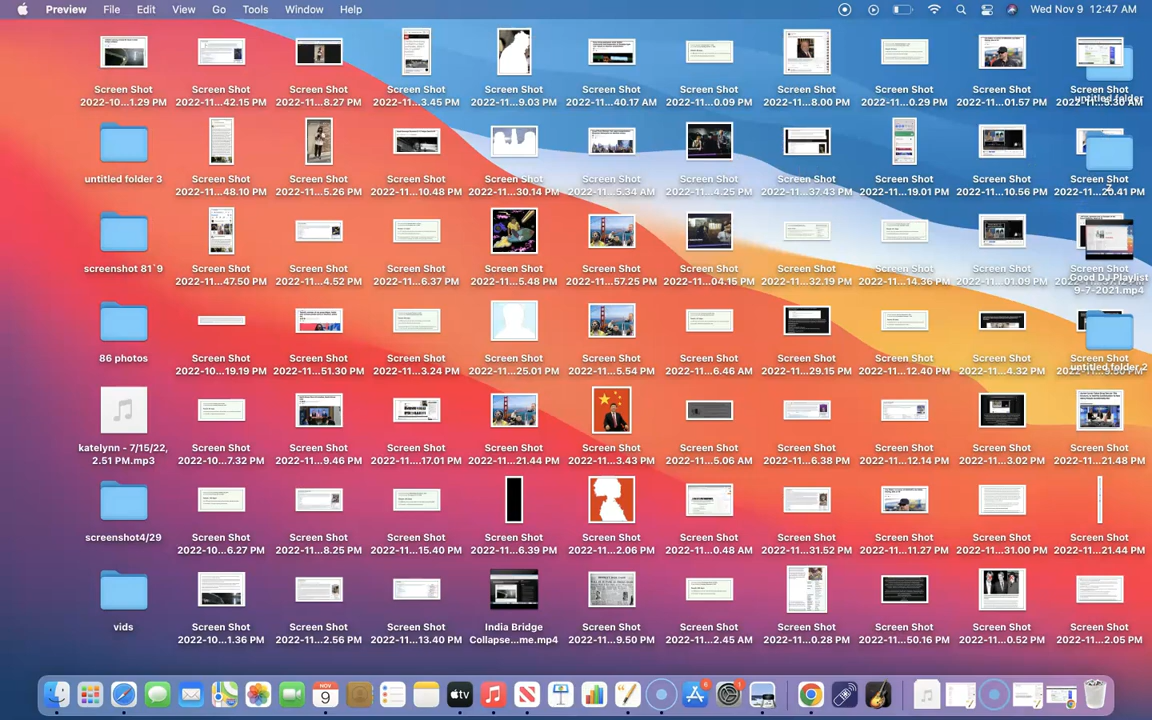 Preview File Edit View Go Tools Window Help Wed Nov 9 12:47 AM
Screen Shot Screen Shot Screen Shot Screen Shot Screen Shot Screen Shot Screen Shot Screen Shot Screen Shot Screen Shot
2022-10...1.29 PM 2022-11...42.15 PM 2022-11...8.27 PM 2022-11...3.45 PM 2022-11...9.03 PM 2022-11...40.17 AM 2022-11...0.09 PM 2022-11...8.00 PM 2022-11...0.29 PM 2022-11...01.57 PM
untitled folder
untitled folder 3 Screen Shot Screen Shot Screen Shot Screen Shot Screen Shot Screen Shot Screen Shot Screen Shot Screen Shot Screen Shot
2022-11...48.10 PM 2022-11...5.26 PM 2022-11...10.48 PM 2022-11...30.14 PM 2022-11...5.34 AM 2022-11...4.25 PM 2022-11...37.43 PM 2022-11...19.01 PM 2022-11...10.56 PM
screenshot 81`9 Screen Shot Screen Shot Screen Shot Screen Shot Screen Shot Screen Shot Screen Shot Screen Shot Screen Shot Good DJ Playlist
2022-11...47.50 PM 2022-11...4.52 PM 2022-11...6.37 PM 2022-11...5.48 PM 2022-11...57.25 PM 2022-11...04.15 PM 2022-11...32.19 PM 2022-11...14.36 PM 2022-11...01.09 PM 9-7-2021.mp4
86 photos Screen Shot Screen Shot Screen Shot Screen Shot Screen Shot Screen Shot Screen Shot Screen Shot Screen Shot Screen Shot
2022-10...19.19 PM 2022-11...51.30 PM 2022-11...3.24 PM 2022-11...25.01 PM 2022-11...5.54 PM 2022-11...6.46 AM 2022-11...29.15 PM 2022-11...12.40 PM 2022-11...4.32 PM untitled folder 2
katelynn - 7/15/22, Screen Shot Screen Shot Screen Shot Screen Shot Screen Shot Screen Shot Screen Shot Screen Shot Screen Shot Screen Shot
2.51 PM.mp3 2022-10...7.32 PM 2022-11...9.46 PM 2022-11....17.01 PM 2022-11...21.44 PM 2022-11...3.43 PM 2022-11...5.06 AM 2022-11...6.38 PM 2022-11...12.14 PM 2022-11...3.02 PM 2022-11...21.48 PM
screenshot4/29 Screen Shot Screen Shot Screen Shot Screen Shot Screen Shot Screen Shot Screen Shot Screen Shot Screen Shot Screen Shot
2022-10...6.27 PM 2022-11...8.25 PM 2022-11...15.40 PM 2022-11...6.39 PM 2022-11...2.06 PM 2022-11...0.48 AM 2022-11...31.52 PM 2022-11...11.27 PM 2022-11...31.00 PM 2022-11...21.44 PM
vids Screen Shot Screen Shot Screen Shot India Bridge Screen Shot Screen Shot Screen Shot Screen Shot Screen Shot Screen Shot
2022-10...1.36 PM 2022-11...2.56 PM 2022-11...13.40 PM Collapse...me.mp4 2022-11...9.50 PM 2022-11...2.45 AM 2022-11...0.28 PM 2022-11...50.16 PM 2022-11...0.52 PM 2022-11...2.05 PM
NOV
9 tv 6 1